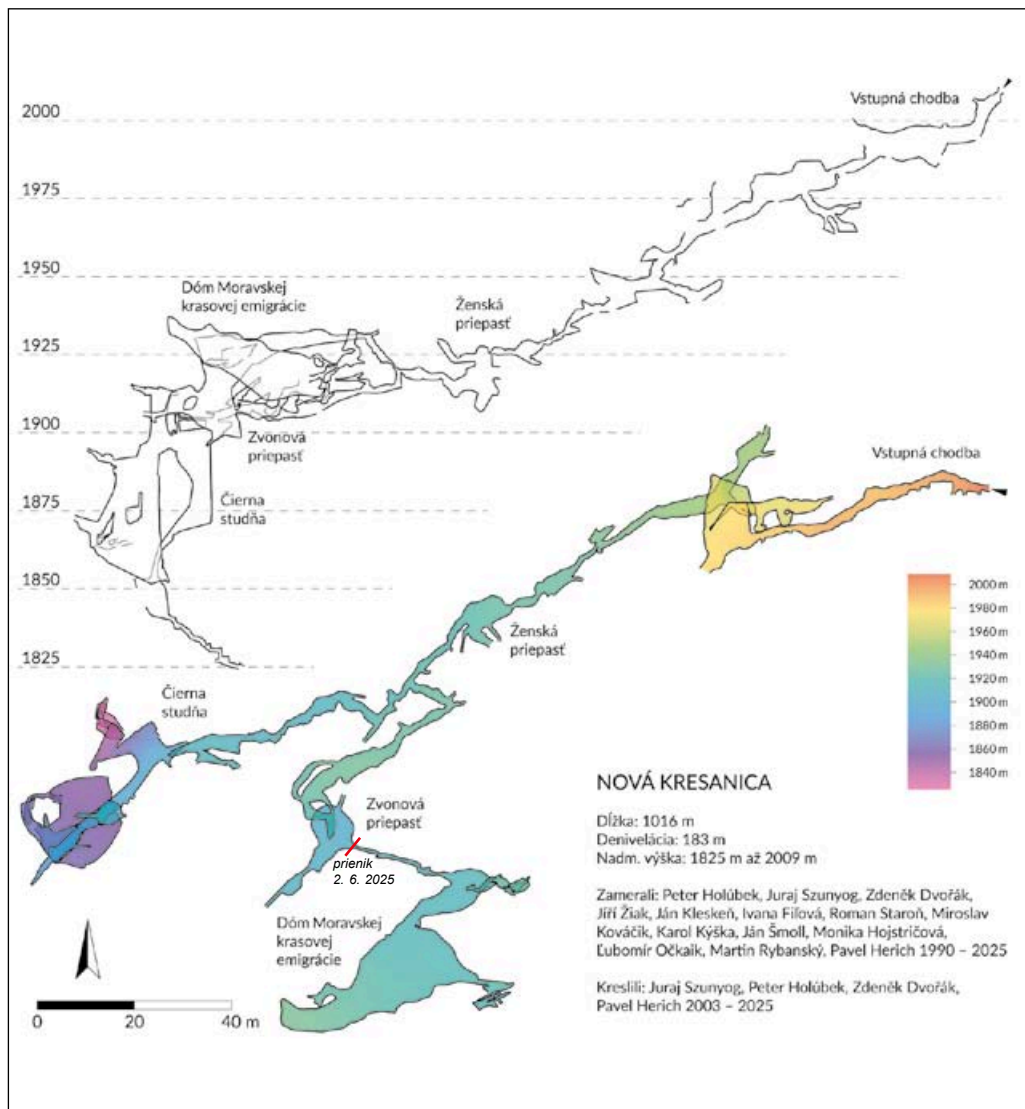 Vstupná chodba
2000
1975
1950
Dóm Moravskej
krasovej emigrácie
Ženská
priepasť
1925
1900
Zvonová
priepasť
Vstupná chodba
Čierna
studňa
1875
1850
2000 m
1980 m
1960 m
1940 m
1920 m
1900 m
1880 m
1860 m
1840 m
Ženská
priepasť
1825
Čierna
studňa
NOVÁ KRESANICA
Zvonová
priepasť
Dĺžka: 1016 m
Denivelácia: 183 m
Nadm. výška: 1825 m až 2009 m
prienik
2. 6. 2025
Zamerali: Peter Holúbek, Juraj Szunyog, Zdeněk Dvořák,
Jiří Žiak, Ján Kleskeň, Ivana Fiľová, Roman Staroň, Miroslav
Kováčik, Karol Kýška, Ján Šmoll, Monika Hojstričová,
Ľubomír Očkaik, Martin Rybanský, Pavel Herich 1990 – 2025
Dóm Moravskej
krasovej
emigrácie
Kreslili: Juraj Szunyog, Peter Holúbek, Zdeněk Dvořák,
Pavel Herich 2003 – 2025
0 20 40 m